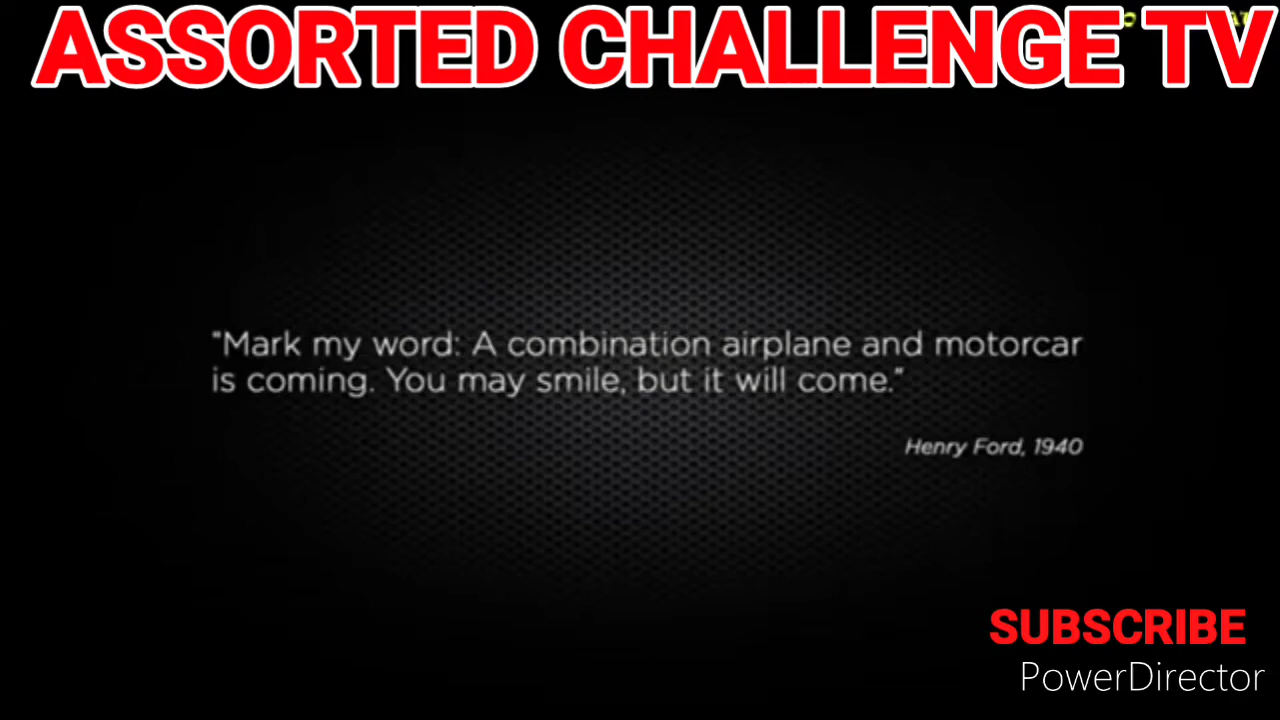 ASSORTED CHALLENGE TV
"Mark my word: A combination airplane and motorcar
is coming. You may smile, but it will come."
Henry Ford, 1940
SUBSCRIBE
PowerDirector